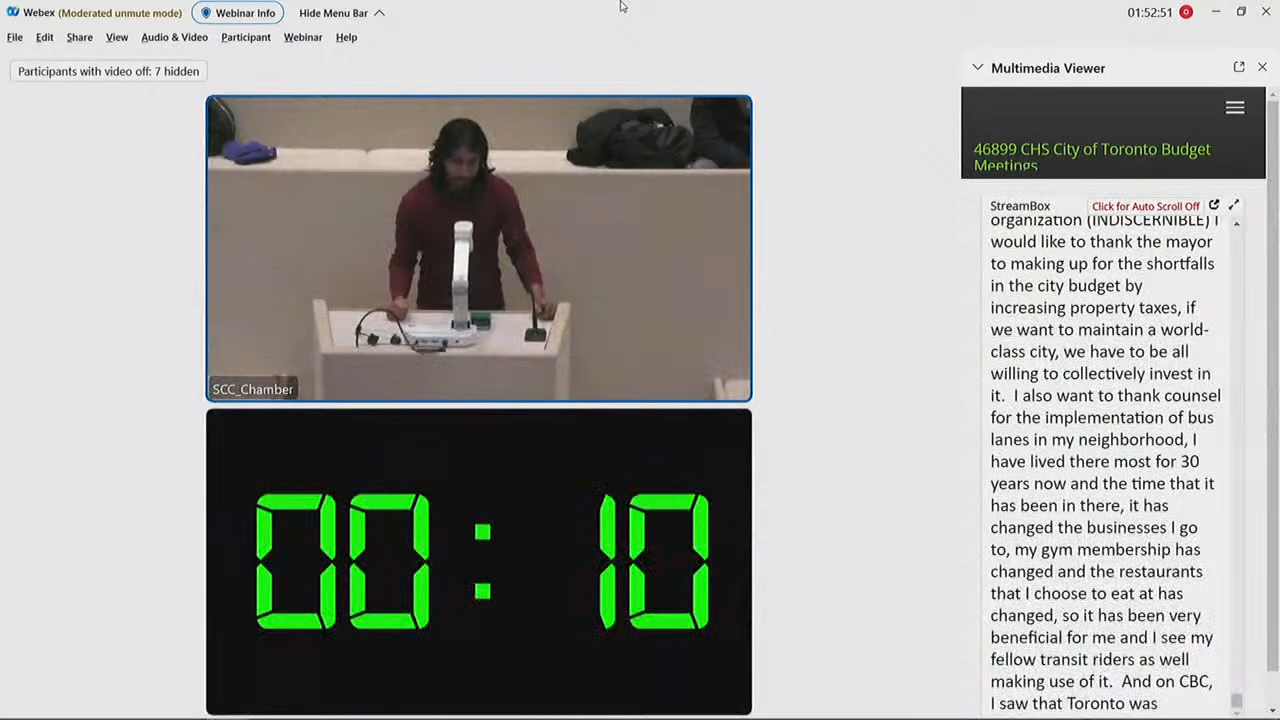 Webex (Moderated unmute mode) Webinar Info Hide Menu Bar 01:52:51
File Edit Share View Audio & Video Participant Webinar Help
Participants with video off: 7 hidden
Multimedia Viewer
46899 CHS City of Toronto Budget
Meetings
StreamBox Click for Auto Scroll Off
organization (INDISCERNIBLE) I
would like to thank the mayor
to making up for the shortfalls
in the city budget by
increasing property taxes, if
we want to maintain a world-
class city, we have to be all
willing to collectively invest in
it. I also want to thank counsel
for the implementation of bus
lanes in my neighborhood, I
have lived there most for 30
years now and the time that it
has been in there, it has
changed the businesses I go
to, my gym membership has
changed and the restaurants
that I choose to eat at has
changed, so it has been very
beneficial for me and I see my
fellow transit riders as well
making use of it. And on CBC,
I saw that Toronto was
SCC_Chamber
00:10